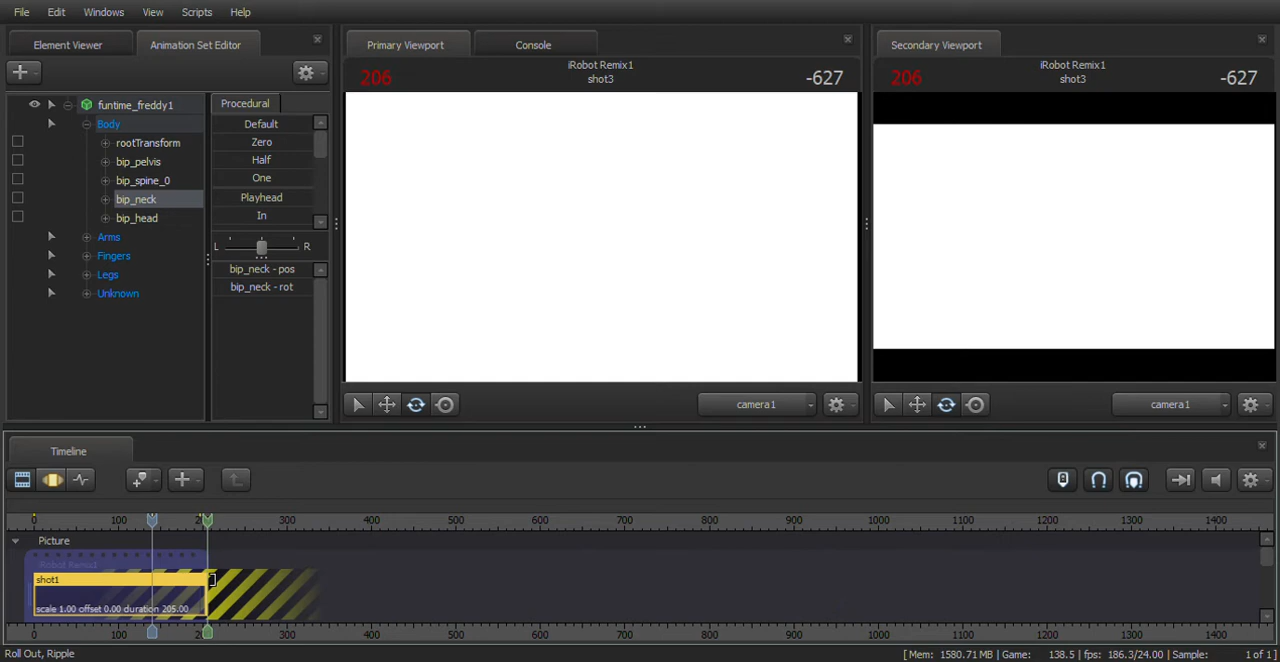 File Edit Windows View Scripts Help
Element Viewer Animation Set Editor
Primary Viewport Console
Secondary Viewport
206 iRobot Remix1 -627
shot3
206 iRobot Remix1 -627
shot3
funtime_freddy1
Body
rootTransform
bip_pelvis
bip_spine_0
bip_neck
bip_head
Arms
Fingers
Legs
Unknown
Procedural
Default
Zero
Half
One
Playhead
In
L R
bip_neck - pos
bip_neck - rot
camera1
camera1
Timeline
0 100 200 300 400 500 600 700 800 900 1000 1100 1200 1300 1400
Picture
iRobot Remix1
shot1
scale 1.00 offset 0.00 duration 205.00
0 100 200 300 400 500 600 700 800 900 1000 1100 1200 1300 1400
Roll Out, Ripple
[ Mem: 1580.71 MB | Game: 138.5 | fps: 186.3/24.00 | Sample: 1 of 1 ]